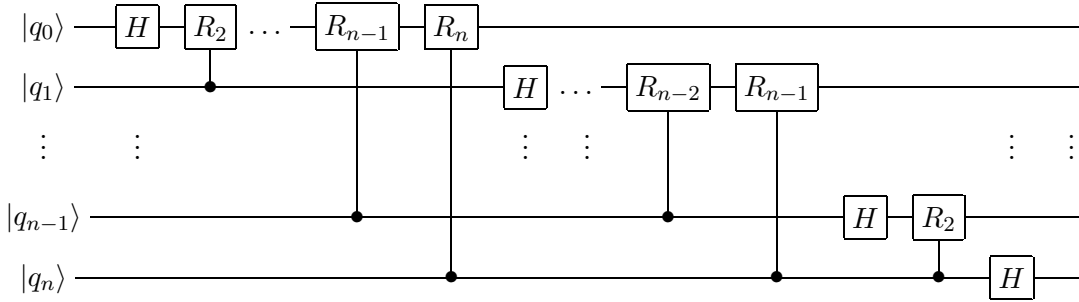 |q₀⟩ H R₂ ⋯ Rₙ₋₁ Rₙ
|q₁⟩ H ⋯ Rₙ₋₂ Rₙ₋₁
⋮ ⋮ ⋮ ⋮ ⋮ ⋮
|qₙ₋₁⟩ H R₂
|qₙ⟩ H